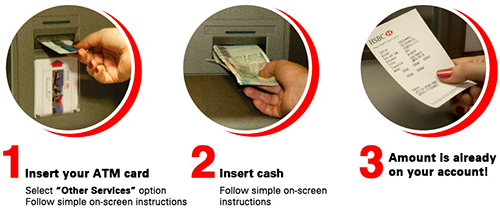 HSBC
1 Insert your ATM card
Select "Other Services" option
Follow simple on-screen instructions
2 Insert cash
Follow simple on-screen
instructions
3 Amount is already
on your account!